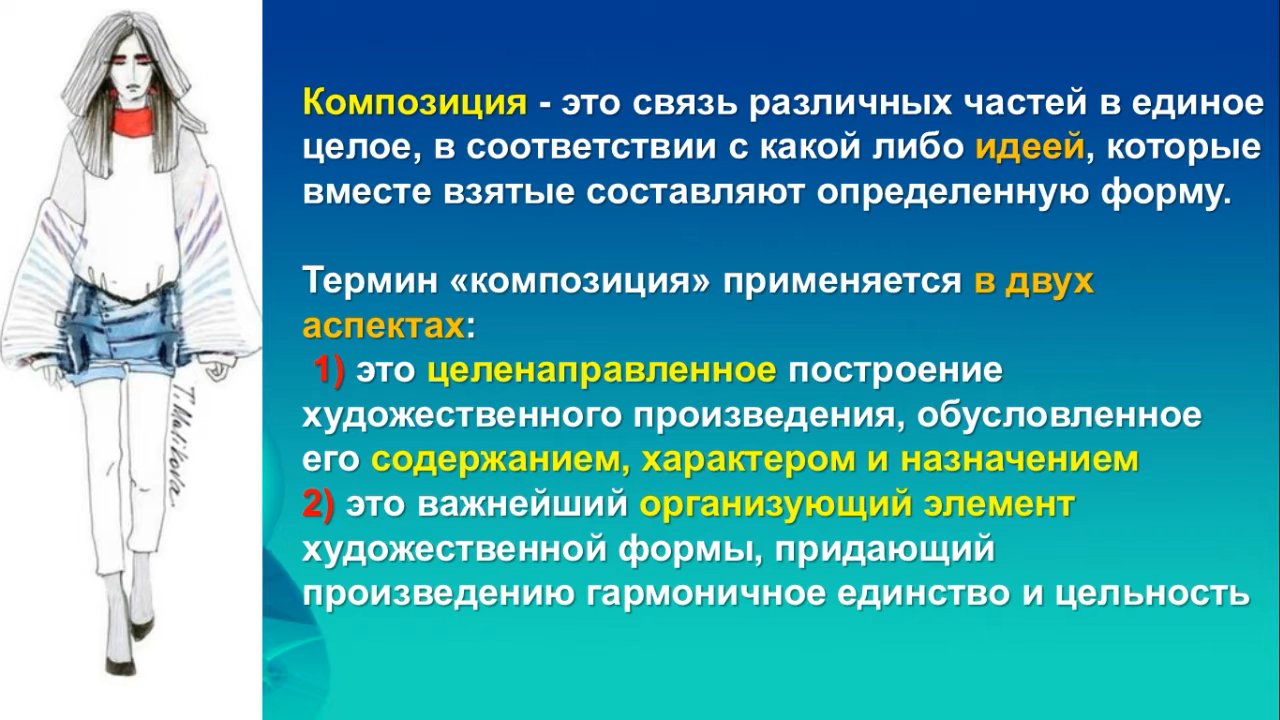 Композиция - это связь различных частей в единое
целое, в соответствии с какой либо идеей, которые
вместе взятые составляют определенную форму.
Термин «композиция» применяется в двух
аспектах:
1) это целенаправленное построение
художественного произведения, обусловленное
его содержанием, характером и назначением
2) это важнейший организующий элемент
художественной формы, придающий
произведению гармоничное единство и цельность
T. Malikova.